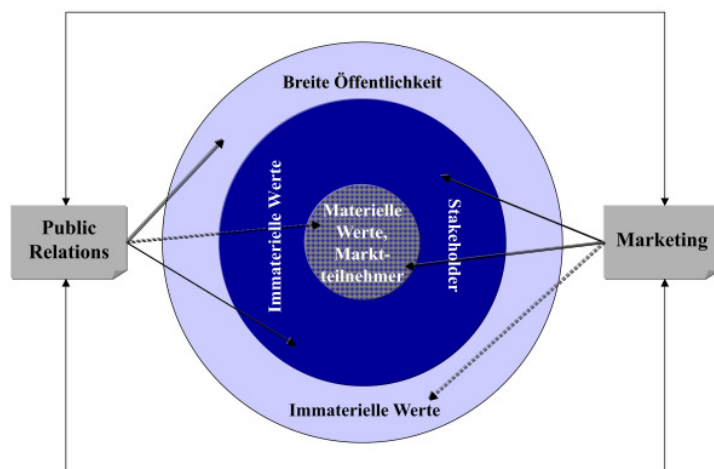 Breite Öffentlichkeit
Public
Relations
Immaterielle Werte
Materielle
Werte,
Markt-
teilnehmer
Stakeholder
Marketing
Immaterielle Werte